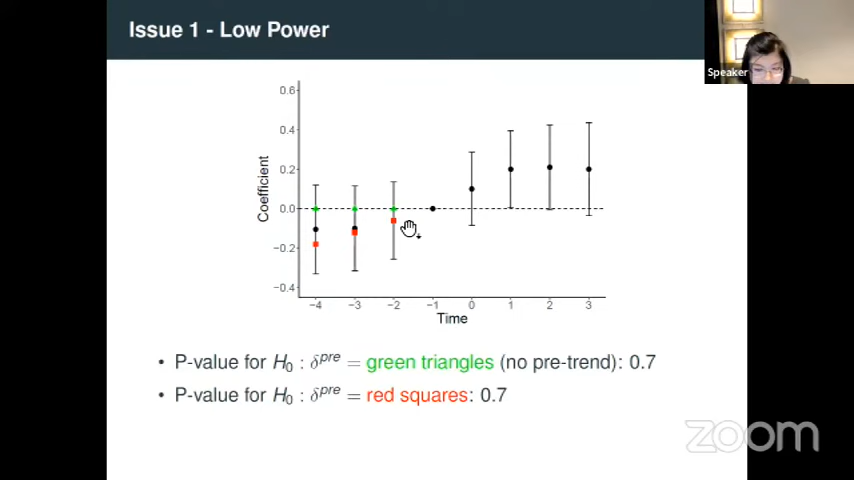 Issue 1 - Low Power
Speaker
0.6
0.4
0.2
0.0
−0.2
−0.4
Coefficient
−4 −3 −2 −1 0 1 2 3
Time
• P-value for H₀ : δᵖʳᵉ = green triangles (no pre-trend): 0.7
• P-value for H₀ : δᵖʳᵉ = red squares: 0.7
zoom